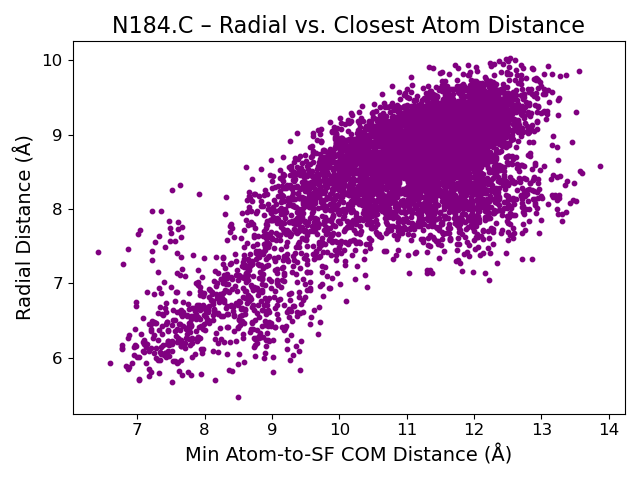 N184.C – Radial vs. Closest Atom Distance
Radial Distance (Å)
10
9
8
7
6
7 8 9 10 11 12 13 14
Min Atom-to-SF COM Distance (Å)